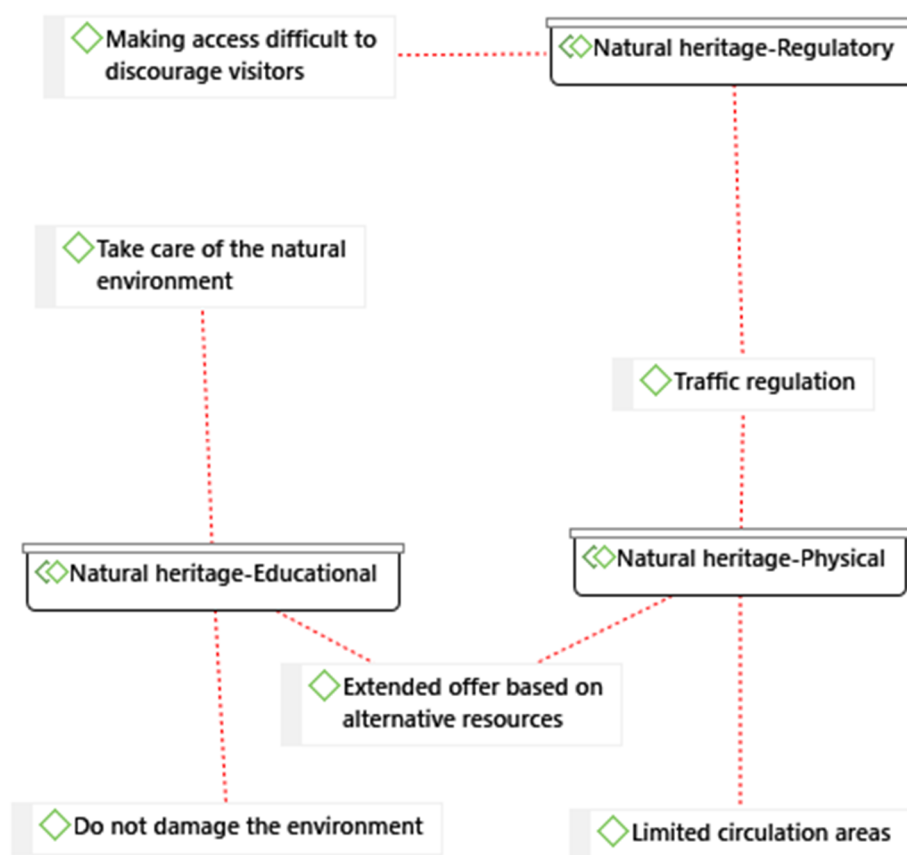 Making access difficult to
discourage visitors
Natural heritage-Regulatory
Take care of the natural
environment
Traffic regulation
Natural heritage-Educational
Natural heritage-Physical
Extended offer based on
alternative resources
Do not damage the environment
Limited circulation areas